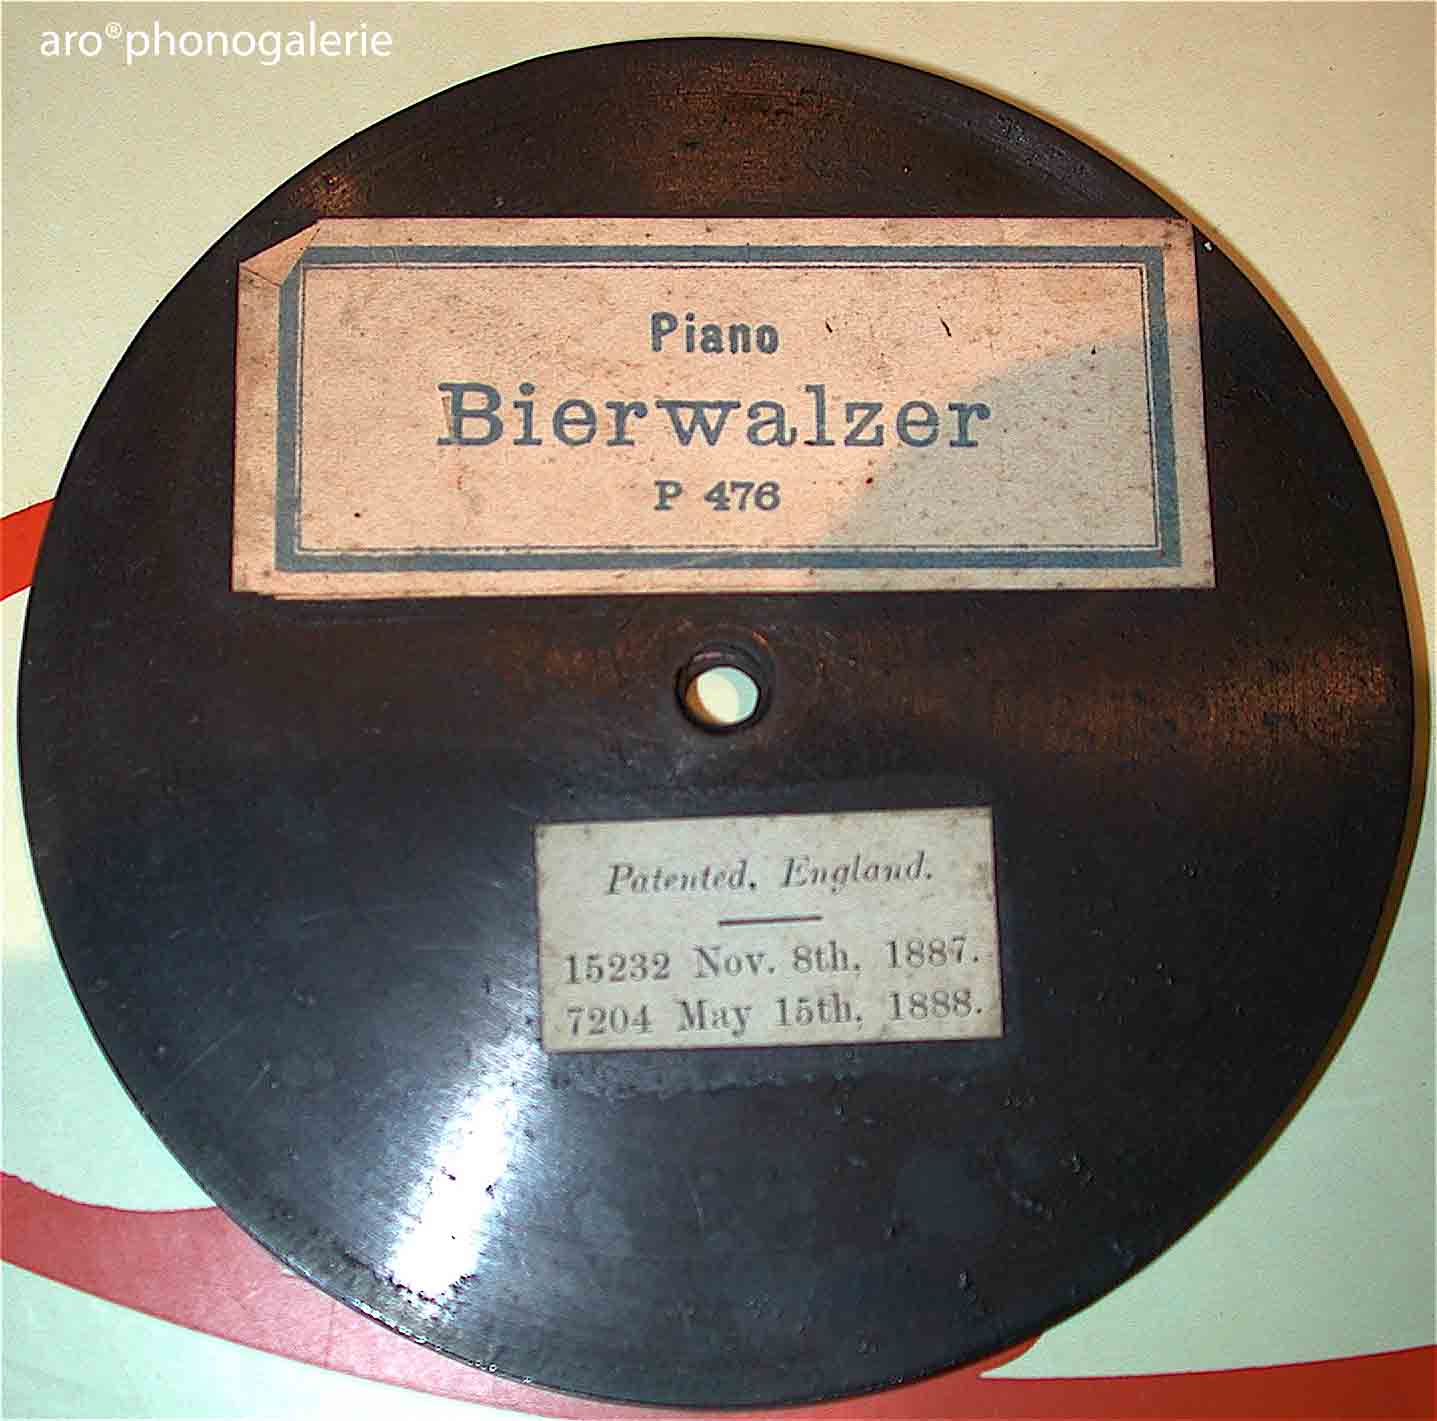 aro®phonogalerie
Piano
Bierwalzer
P 476
Patented, England.
15232 Nov. 8th, 1887.
7204 May 15th, 1888.